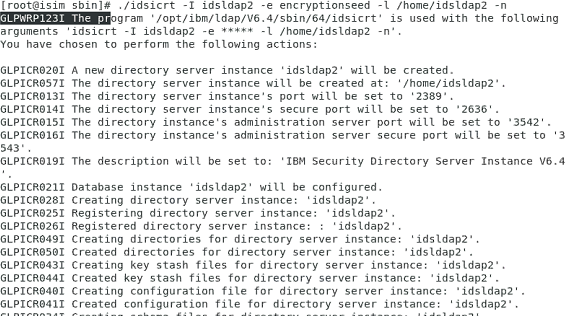 [root@isim sbin]# ./idsicrt -I idsldap2 -e encryptionseed -l /home/idsldap2 -n
GLPWRP123I The program '/opt/ibm/ldap/V6.4/sbin/64/idsicrt' is used with the following
arguments 'idsicrt -I idsldap2 -e ***** -l /home/idsldap2 -n'.
You have chosen to perform the following actions:

GLPICR020I A new directory server instance 'idsldap2' will be created.
GLPICR057I The directory server instance will be created at: '/home/idsldap2'.
GLPICR013I The directory server instance's port will be set to '2389'.
GLPICR014I The directory server instance's secure port will be set to '2636'.
GLPICR015I The directory instance's administration server port will be set to '3542'.
GLPICR016I The directory instance's administration server secure port will be set to '3
543'.
GLPICR019I The description will be set to: 'IBM Security Directory Server Instance V6.4
'.
GLPICR021I Database instance 'idsldap2' will be configured.
GLPICR028I Creating directory server instance: 'idsldap2'.
GLPICR025I Registering directory server instance: 'idsldap2'.
GLPICR026I Registered directory server instance: : 'idsldap2'.
GLPICR049I Creating directories for directory server instance: 'idsldap2'.
GLPICR050I Created directories for directory server instance: 'idsldap2'.
GLPICR043I Creating key stash files for directory server instance: 'idsldap2'.
GLPICR044I Created key stash files for directory server instance: 'idsldap2'.
GLPICR040I Creating configuration file for directory server instance: 'idsldap2'.
GLPICR041I Created configuration file for directory server instance: 'idsldap2'.
GLPICR034I Creating schema files for directory server instance: 'idsldap2'.